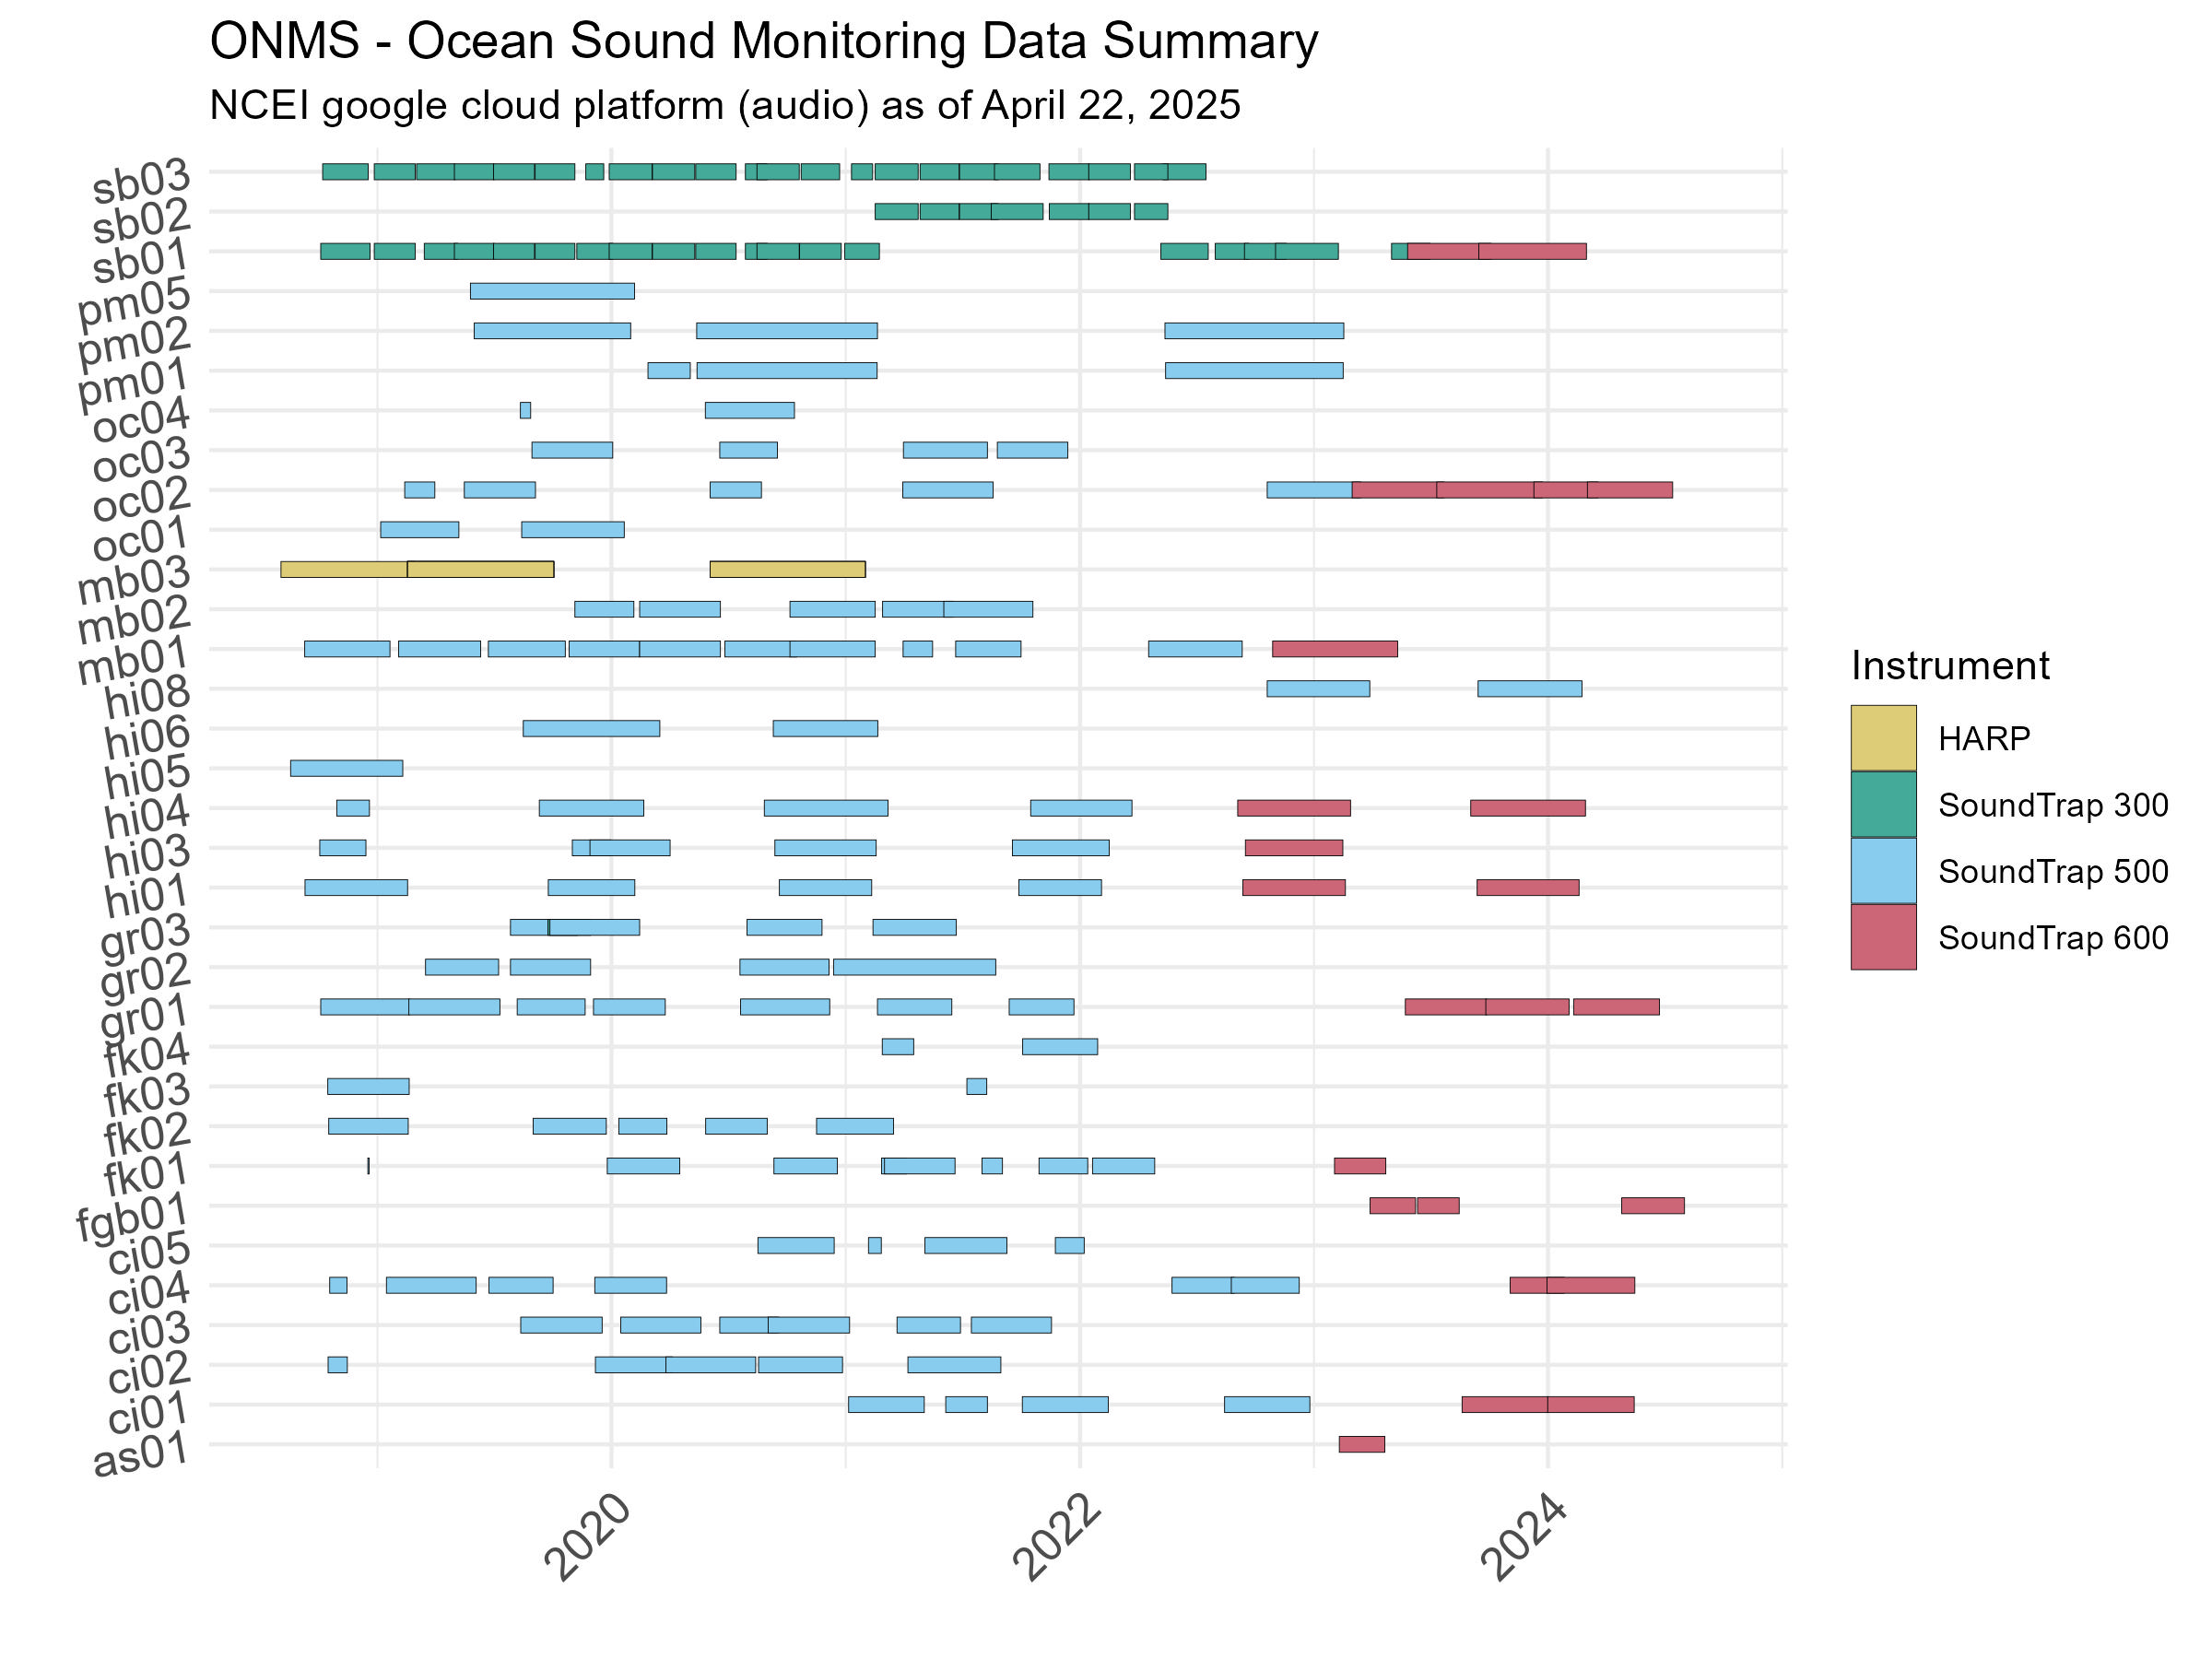 ONMS - Ocean Sound Monitoring Data Summary
NCEI google cloud platform (audio) as of April 22, 2025
sb03
sb02
sb01
pm05
pm02
pm01
oc04
oc03
oc02
oc01
mb03
mb02
mb01
hi08
hi06
hi05
hi04
hi03
hi01
gr03
gr02
gr01
fk04
fk03
fk02
fk01
fgb01
ci05
ci04
ci03
ci02
ci01
as01
2020
2022
2024
Instrument
HARP
SoundTrap 300
SoundTrap 500
SoundTrap 600